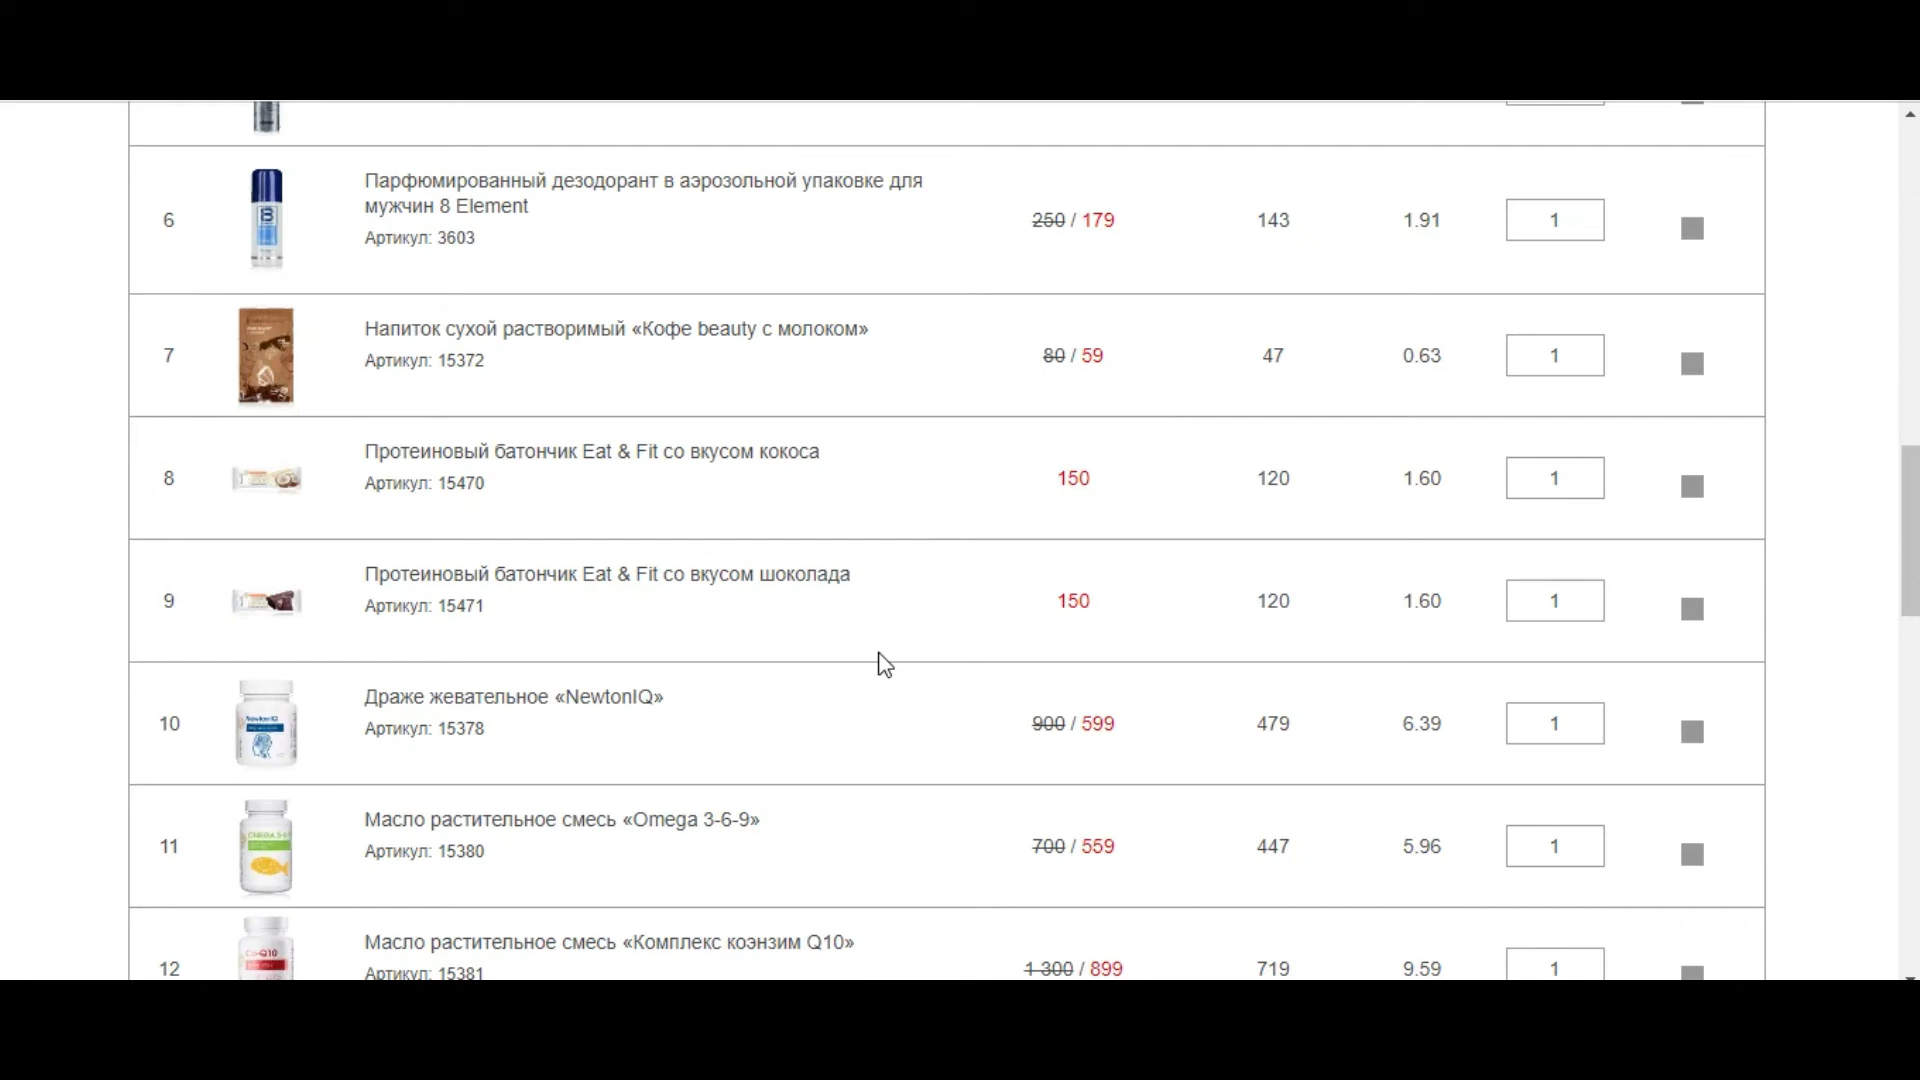 Парфюмированный дезодорант в аэрозольной упаковке для
мужчин 8 Element
6
250 / 179
143
1.91
1
Артикул: 3603
Напиток сухой растворимый «Кофе beauty с молоком»
7
80 / 59
47
0.63
1
Артикул: 15372
Протеиновый батончик Eat & Fit со вкусом кокоса
8
150
120
1.60
1
Артикул: 15470
Протеиновый батончик Eat & Fit со вкусом шоколада
9
150
120
1.60
1
Артикул: 15471
Драже жевательное «NewtonIQ»
10
NewtonIQ
900 / 599
479
6.39
1
Артикул: 15378
Масло растительное смесь «Omega 3-6-9»
11
700 / 559
447
5.96
1
Артикул: 15380
Масло растительное смесь «Комплекс коэнзим Q10»
12
Co-Q10
1 300 / 899
719
9.59
1
Артикул: 15381